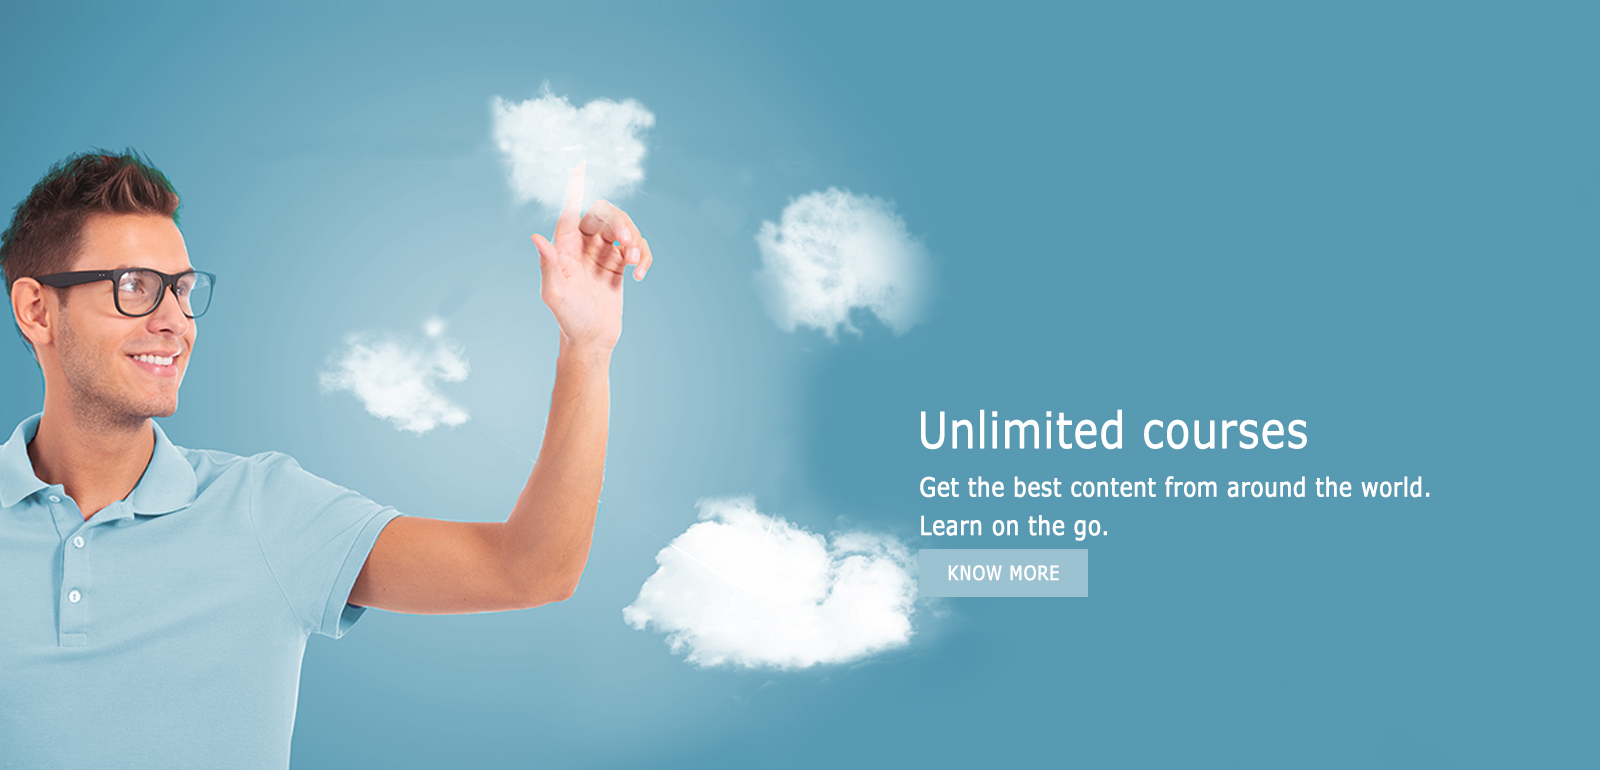 Unlimited courses
Get the best content from around the world.
Learn on the go.
KNOW MORE